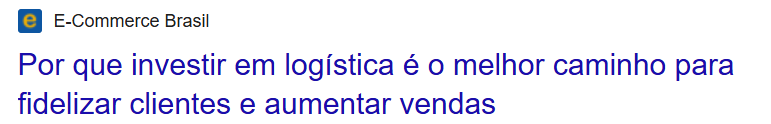 E-Commerce Brasil
Por que investir em logística é o melhor caminho para
fidelizar clientes e aumentar vendas